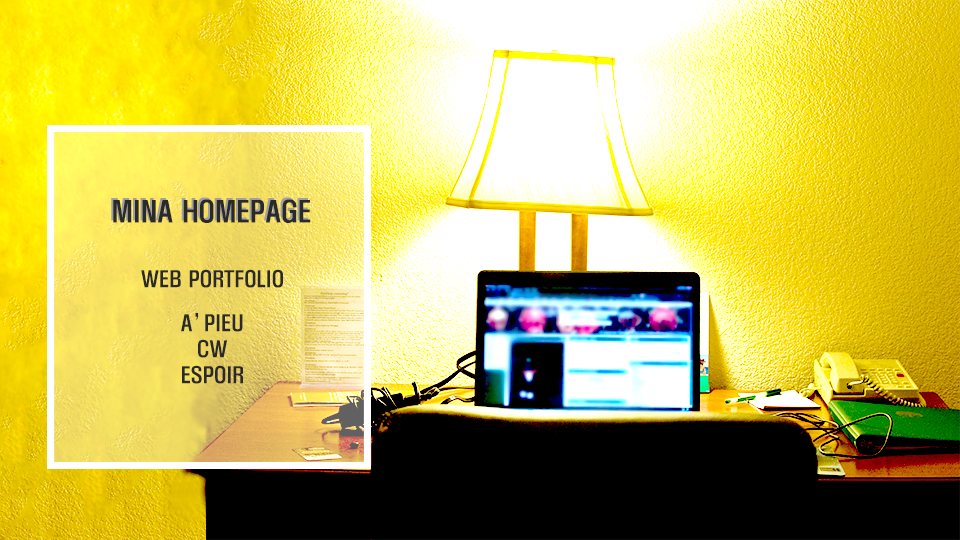 MINA HOMEPAGE
WEB PORTFOLIO
A' PIEU
CW
ESPOIR